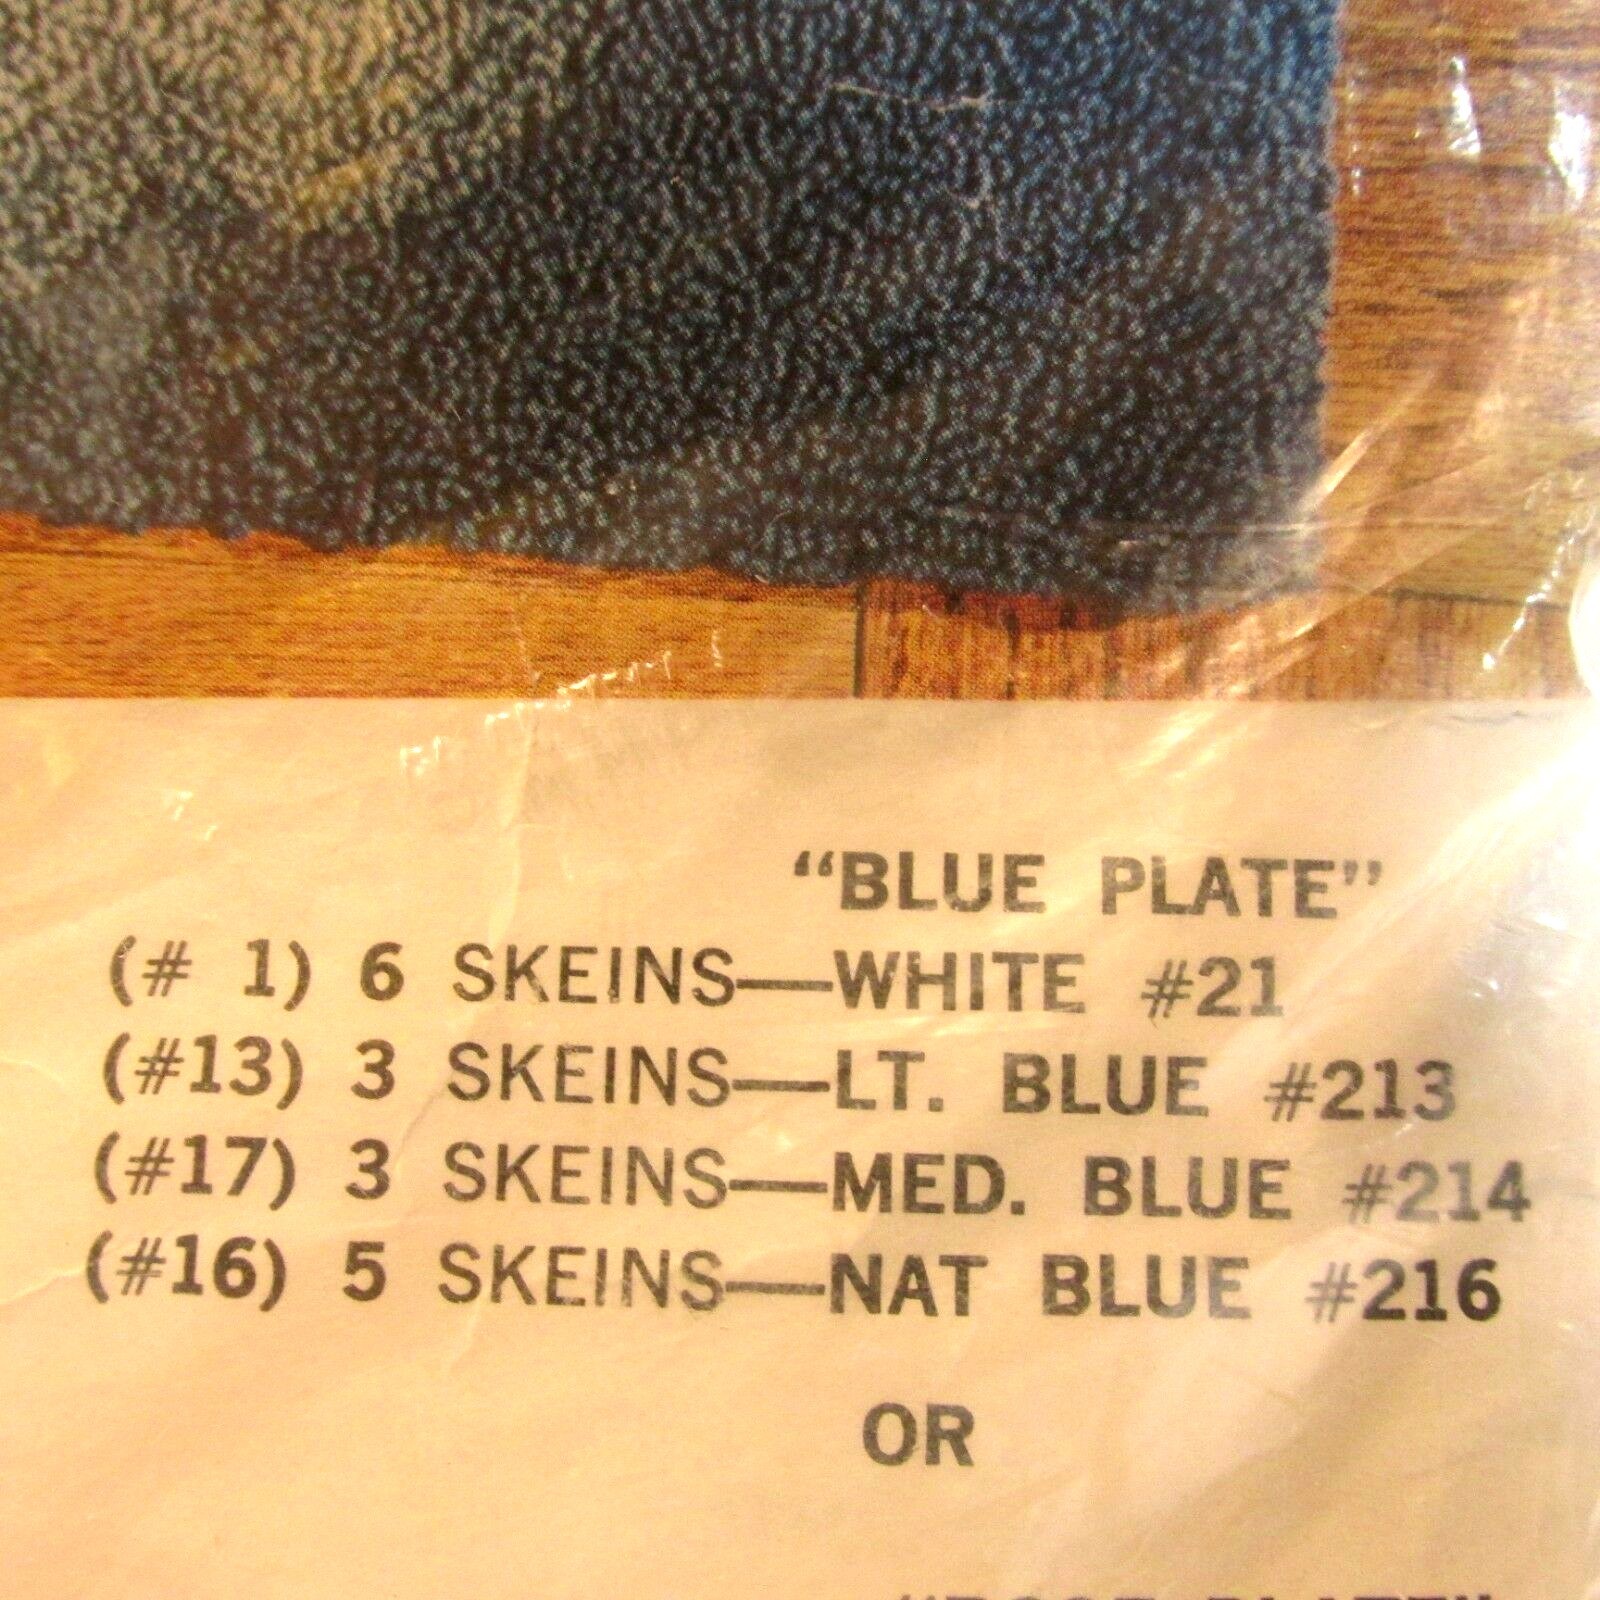 “BLUE PLATE”
(# 1) 6 SKEINS—WHITE #21
(#13) 3 SKEINS—LT. BLUE #213
(#17) 3 SKEINS—MED. BLUE #214
(#16) 5 SKEINS—NAT BLUE #216
OR